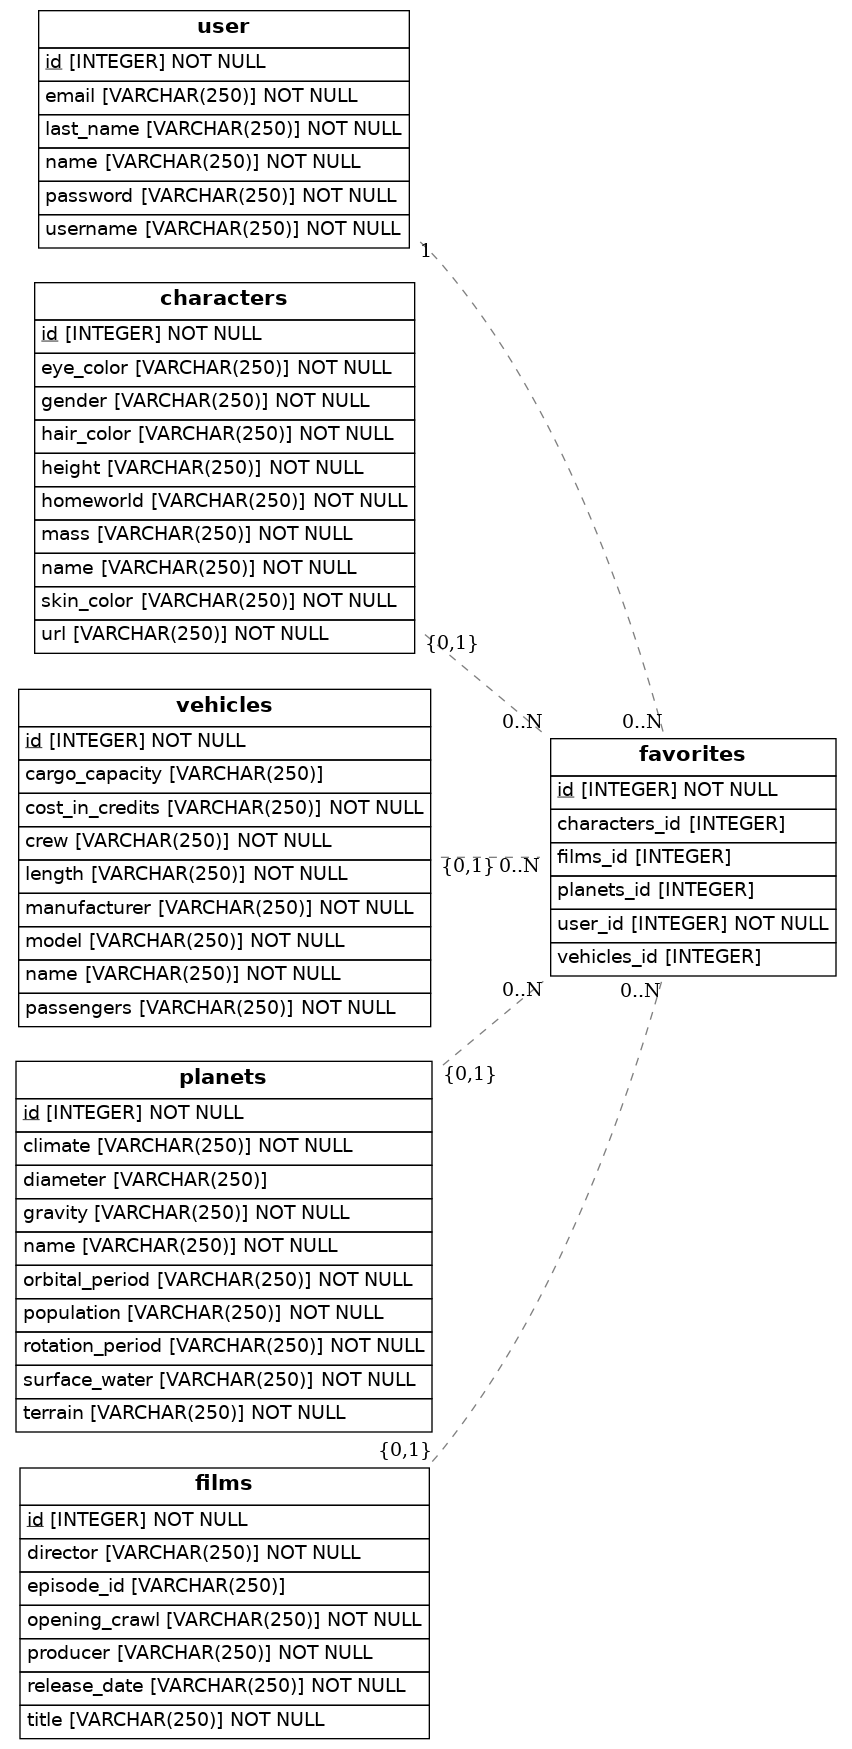 user
id [INTEGER] NOT NULL
email [VARCHAR(250)] NOT NULL
last_name [VARCHAR(250)] NOT NULL
name [VARCHAR(250)] NOT NULL
password [VARCHAR(250)] NOT NULL
username [VARCHAR(250)] NOT NULL
1
characters
id [INTEGER] NOT NULL
eye_color [VARCHAR(250)] NOT NULL
gender [VARCHAR(250)] NOT NULL
hair_color [VARCHAR(250)] NOT NULL
height [VARCHAR(250)] NOT NULL
homeworld [VARCHAR(250)] NOT NULL
mass [VARCHAR(250)] NOT NULL
name [VARCHAR(250)] NOT NULL
skin_color [VARCHAR(250)] NOT NULL
url [VARCHAR(250)] NOT NULL
{0,1}
vehicles
id [INTEGER] NOT NULL
cargo_capacity [VARCHAR(250)]
cost_in_credits [VARCHAR(250)] NOT NULL
crew [VARCHAR(250)] NOT NULL
length [VARCHAR(250)] NOT NULL
manufacturer [VARCHAR(250)] NOT NULL
model [VARCHAR(250)] NOT NULL
name [VARCHAR(250)] NOT NULL
passengers [VARCHAR(250)] NOT NULL
0..N 0..N
favorites
id [INTEGER] NOT NULL
characters_id [INTEGER]
films_id [INTEGER]
planets_id [INTEGER]
user_id [INTEGER] NOT NULL
vehicles_id [INTEGER]
{0,1} 0..N
0..N 0..N
{0,1}
planets
id [INTEGER] NOT NULL
climate [VARCHAR(250)] NOT NULL
diameter [VARCHAR(250)]
gravity [VARCHAR(250)] NOT NULL
name [VARCHAR(250)] NOT NULL
orbital_period [VARCHAR(250)] NOT NULL
population [VARCHAR(250)] NOT NULL
rotation_period [VARCHAR(250)] NOT NULL
surface_water [VARCHAR(250)] NOT NULL
terrain [VARCHAR(250)] NOT NULL
{0,1}
films
id [INTEGER] NOT NULL
director [VARCHAR(250)] NOT NULL
episode_id [VARCHAR(250)]
opening_crawl [VARCHAR(250)] NOT NULL
producer [VARCHAR(250)] NOT NULL
release_date [VARCHAR(250)] NOT NULL
title [VARCHAR(250)] NOT NULL